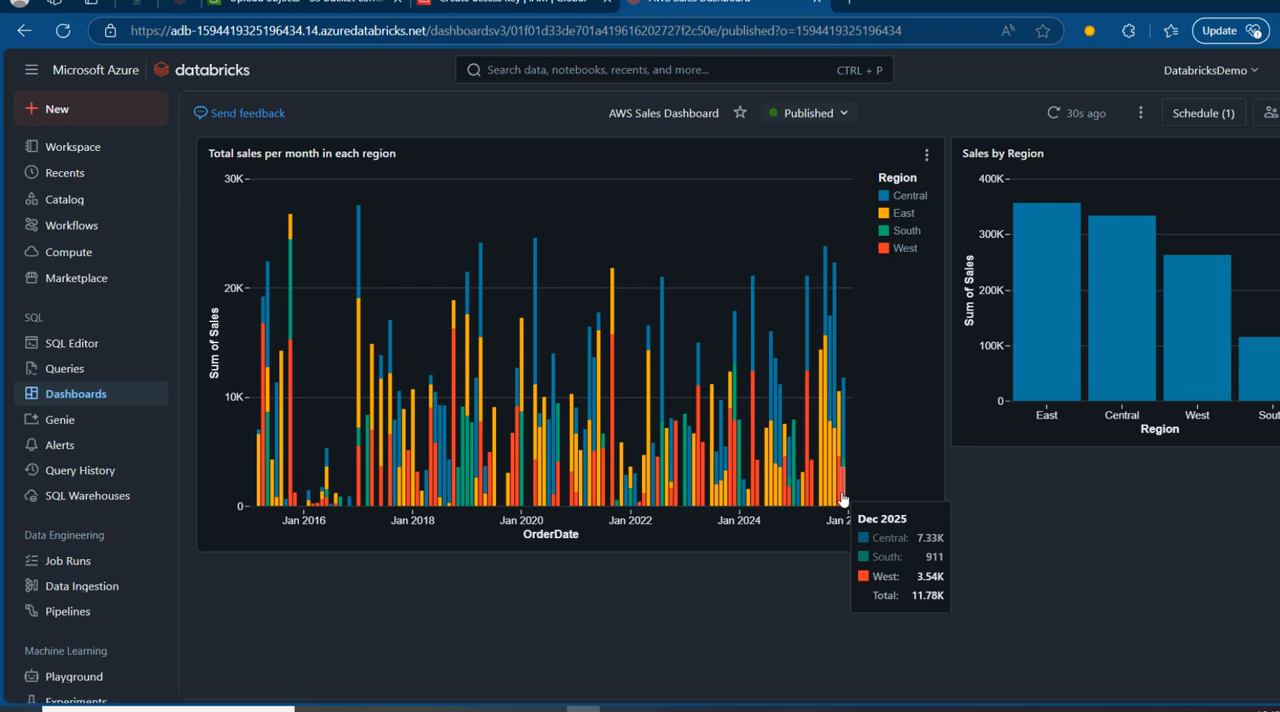 Create access key | IAM | Global
AWS Sales Dashboard
https://adb-1594419325196434.14.azuredatabricks.net/dashboardsv3/01f01d33de701a419616202727f2c50e/published?o=1594419325196434
Update
Microsoft Azure
databricks
Search data, notebooks, recents, and more...
CTRL + P
DatabricksDemo
New
Send feedback
AWS Sales Dashboard
Published
30s ago
Schedule (1)
Workspace
Recents
Catalog
Workflows
Compute
Marketplace
SQL
SQL Editor
Queries
Dashboards
Genie
Alerts
Query History
SQL Warehouses
Data Engineering
Job Runs
Data Ingestion
Pipelines
Machine Learning
Playground
Experiments
Total sales per month in each region
30K
20K
10K
0
Sum of Sales
Jan 2016
Jan 2018
Jan 2020
Jan 2022
Jan 2024
Jan 2
OrderDate
Region
Central
East
South
West
Dec 2025
Central: 7.33K
South: 911
West: 3.54K
Total: 11.78K
Sales by Region
400K
300K
200K
100K
0
Sum of Sales
East
Central
West
Sou
Region